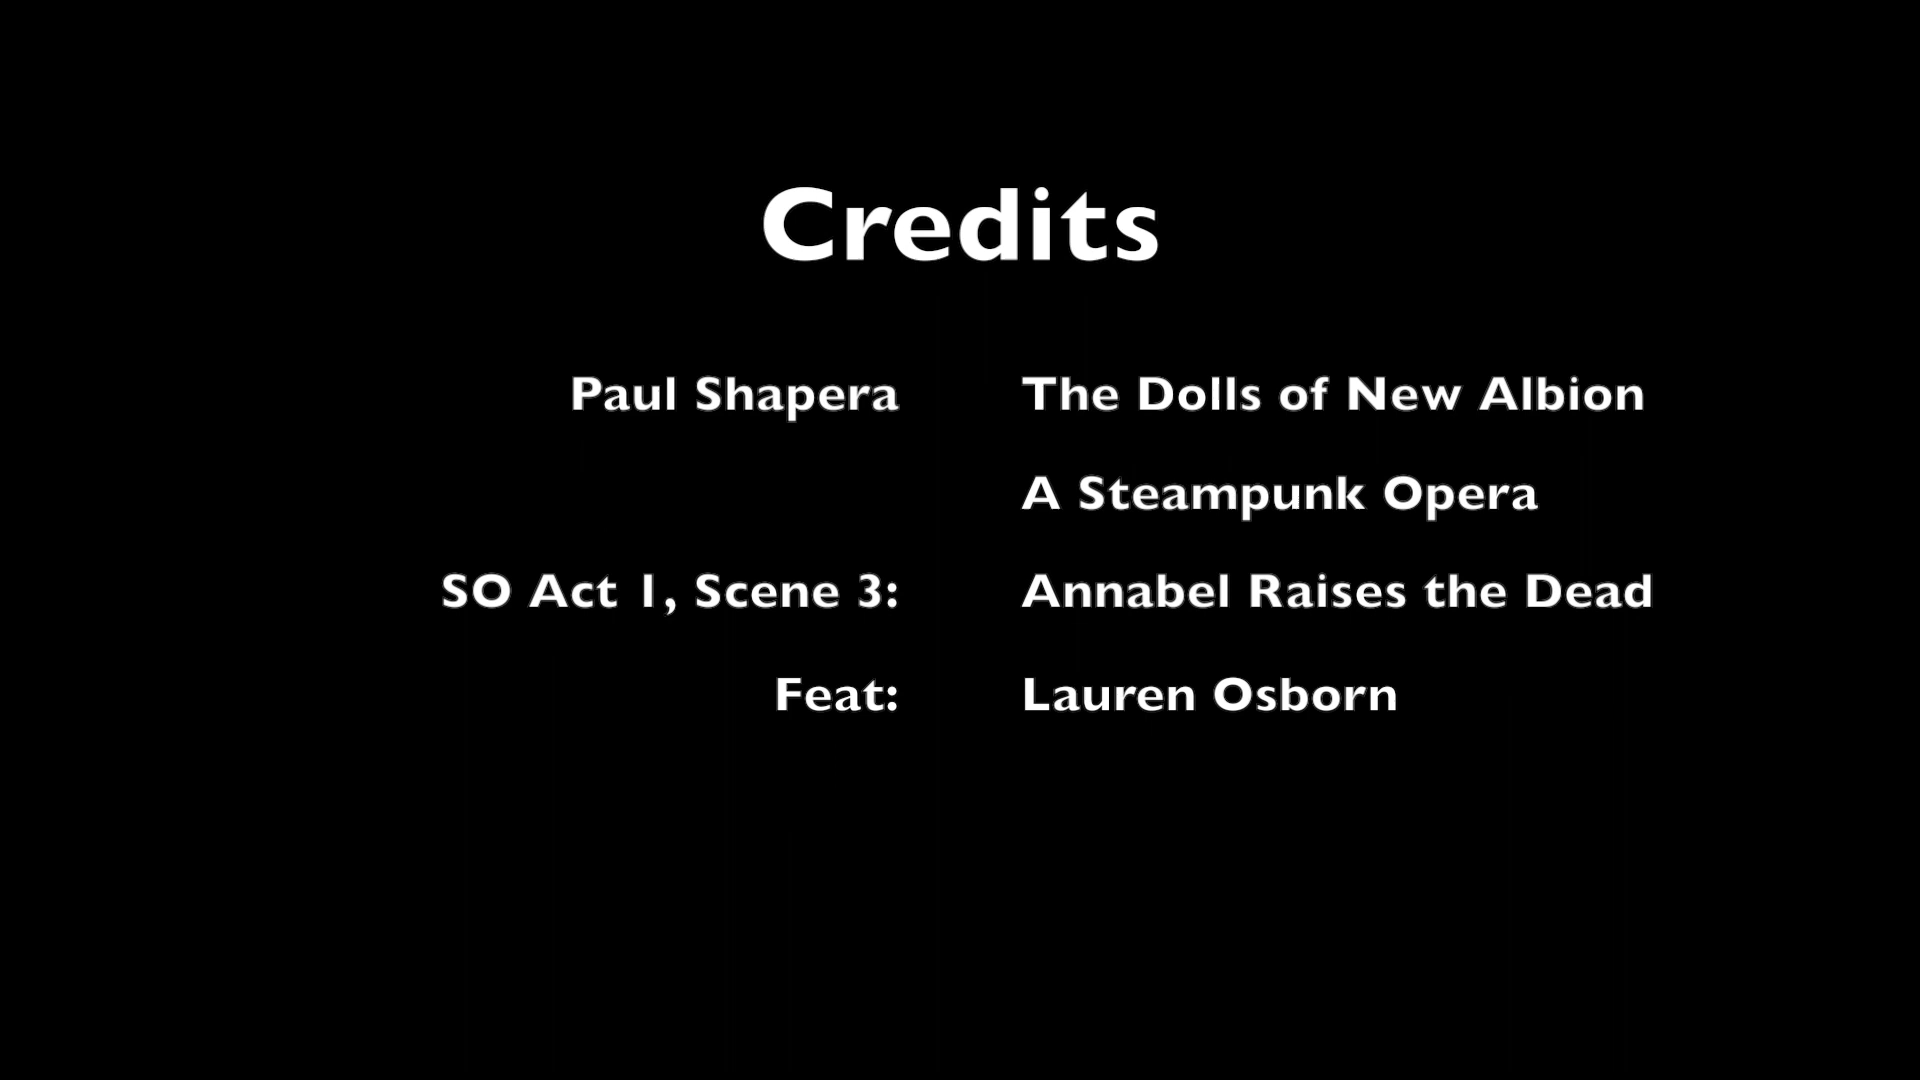 Credits
Paul Shapera The Dolls of New Albion
A Steampunk Opera
SO Act 1, Scene 3: Annabel Raises the Dead
Feat: Lauren Osborn